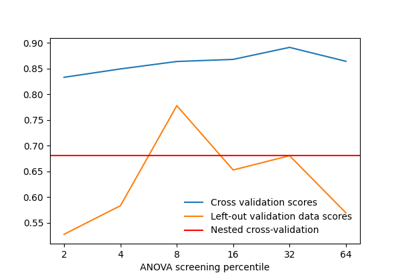 0.90
0.85
0.80
0.75
0.70
0.65
0.60
0.55
Cross validation scores
Left-out validation data scores
Nested cross-validation
2 4 8 16 32 64
ANOVA screening percentile